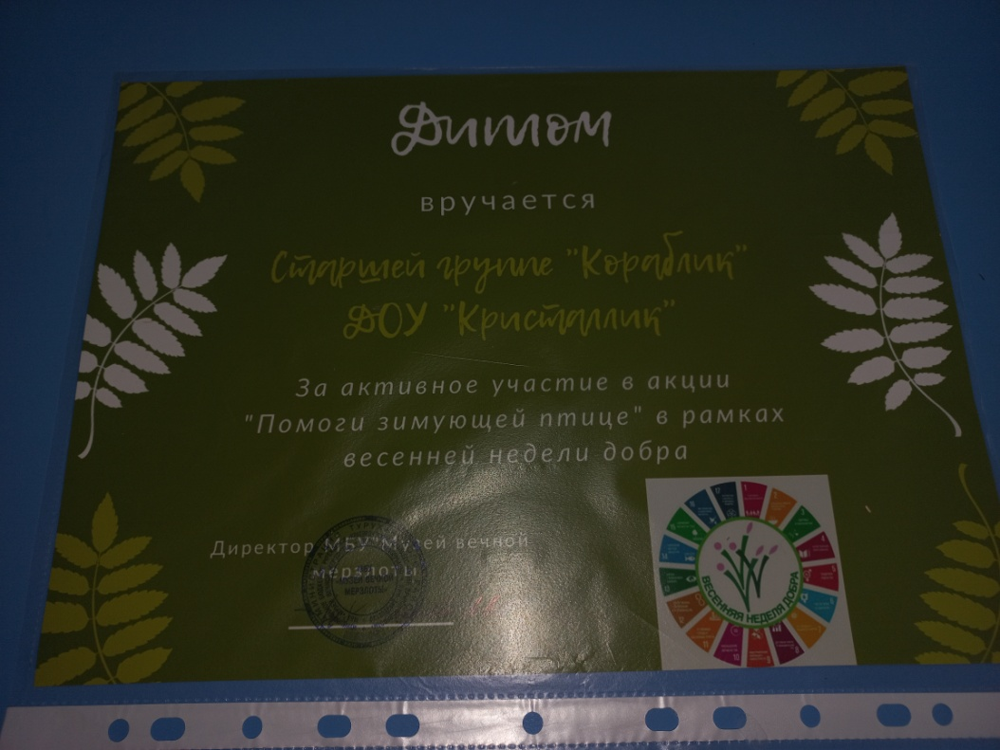 Диплом
вручается
Старшей группе "Кораблик"
ДОУ "Кристаллик"
За активное участие в акции
"Помоги зимующей птице" в рамках
весенней недели добра
Директор МБУ"Музей вечной
мерзлоты
МЕРЗЛОТЫ»
ВЕСЕННЯЯ НЕДЕЛЯ ДОБРА